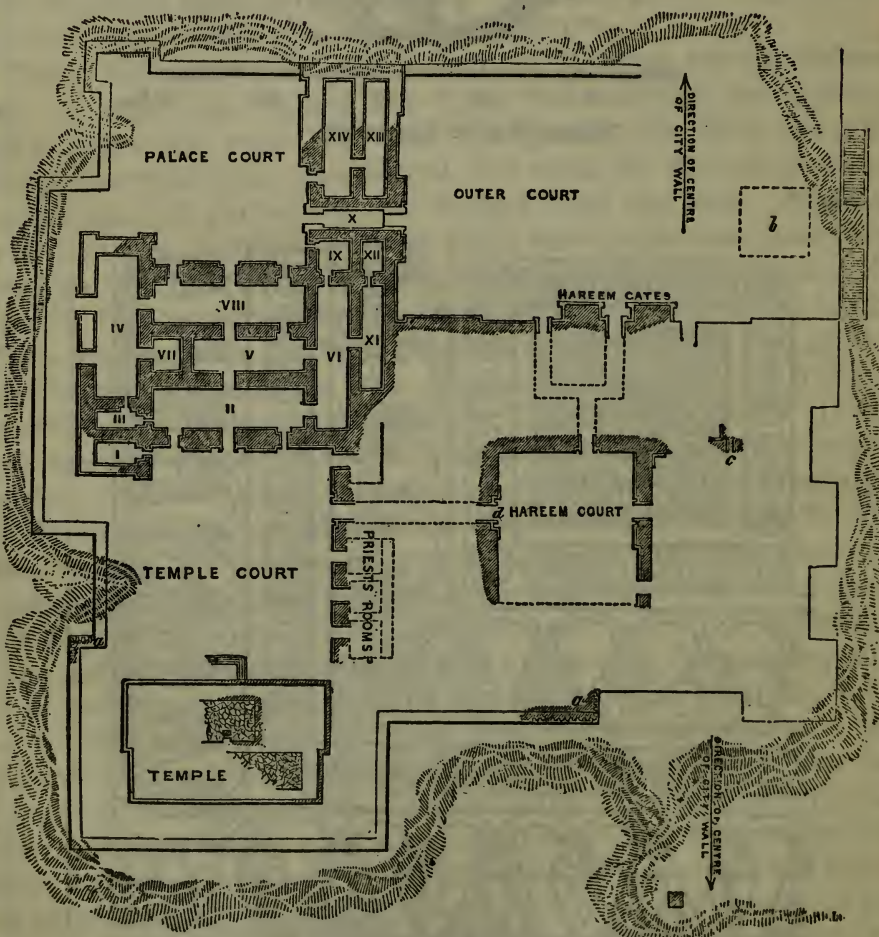 PALACE COURT
XIV
XIII
DIRECTION OF CENTRE
OF CITY WALL
OUTER COURT
b
X
IX
XII
HAREEM GATES
VIII
IV
VII
V
VI
XI
II
III
I
c
d
HAREEM COURT
PRIESTS' ROOMS?
TEMPLE COURT
a
a
TEMPLE
DIRECTION OF CENTRE
OF CITY WALL